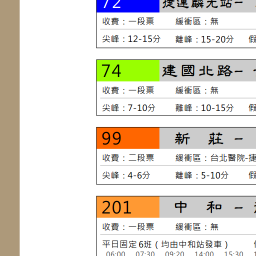 72 捷運麟光站-
收費：一段票 緩衝區：無
尖峰：12-15分 離峰：15-20分
74 建國北路-
收費：一段票 緩衝區：無
尖峰：7-10分 離峰：10-15分
99 新 莊 -
收費：二段票 緩衝區：台北醫院-捷
尖峰：4-6分 離峰：5-10分
201 中 和 -
收費：一段票 緩衝區：無
平日固定6班（均由中和站發車）
06:00 07:30 09:20 14:00 15:30